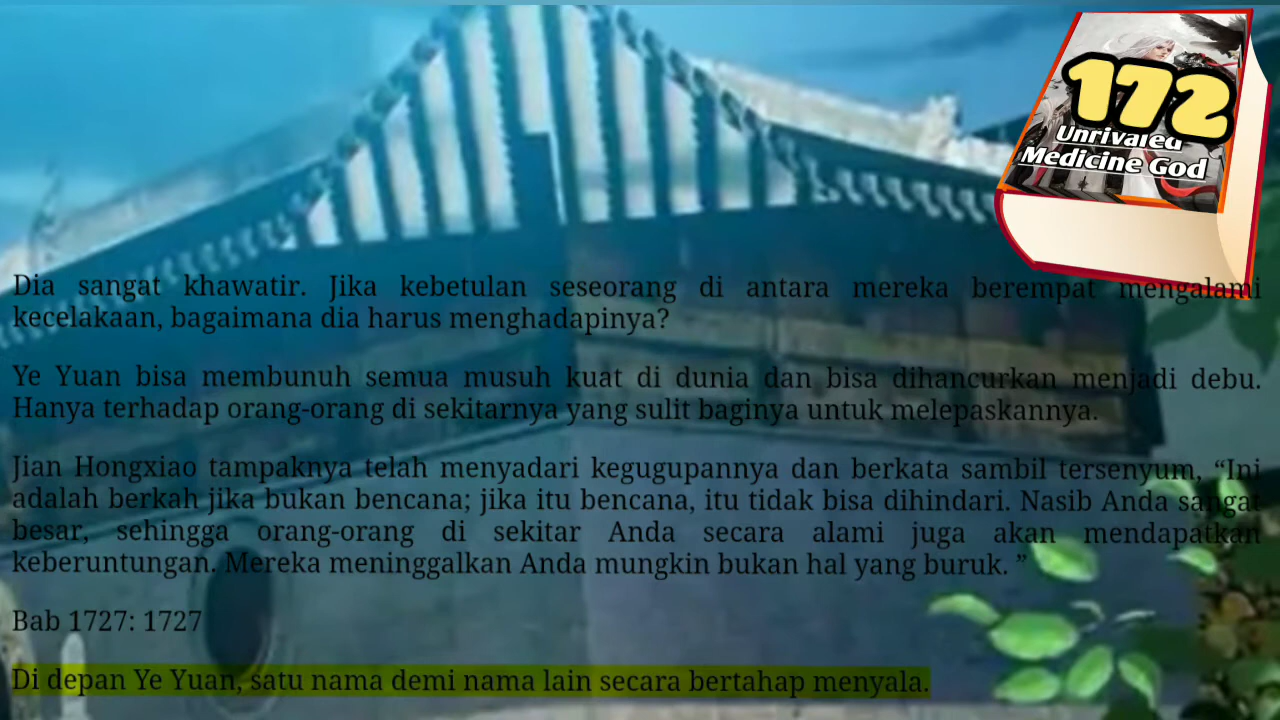 172
Unrivaled
Medicine God
Dia sangat khawatir. Jika kebetulan seseorang di antara mereka berempat mengalami
kecelakaan, bagaimana dia harus menghadapinya?
Ye Yuan bisa membunuh semua musuh kuat di dunia dan bisa dihancurkan menjadi debu.
Hanya terhadap orang-orang di sekitarnya yang sulit baginya untuk melepaskannya.
Jian Hongxiao tampaknya telah menyadari kegugupannya dan berkata sambil tersenyum, “Ini
adalah berkah jika bukan bencana; jika itu bencana, itu tidak bisa dihindari. Nasib Anda sangat
besar, sehingga orang-orang di sekitar Anda secara alami juga akan mendapatkan
keberuntungan. Mereka meninggalkan Anda mungkin bukan hal yang buruk. ”
Bab 1727: 1727
Di depan Ye Yuan, satu nama demi nama lain secara bertahap menyala.